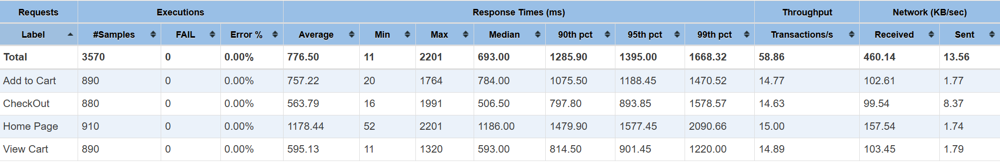 Requests Executions Response Times (ms) Throughput Network (KB/sec)
Label #Samples FAIL Error % Average Min Max Median 90th pct 95th pct 99th pct Transactions/s Received Sent
Total 3570 0 0.00% 776.50 11 2201 693.00 1285.90 1395.00 1668.32 58.86 460.14 13.56
Add to Cart 890 0 0.00% 757.22 20 1764 784.00 1075.50 1188.45 1470.52 14.77 102.61 1.77
CheckOut 880 0 0.00% 563.79 16 1991 506.50 797.80 893.85 1578.57 14.63 99.54 8.37
Home Page 910 0 0.00% 1178.44 52 2201 1186.00 1479.90 1577.45 2090.66 15.00 157.54 1.74
View Cart 890 0 0.00% 595.13 11 1320 593.00 814.50 901.45 1220.00 14.89 103.45 1.79